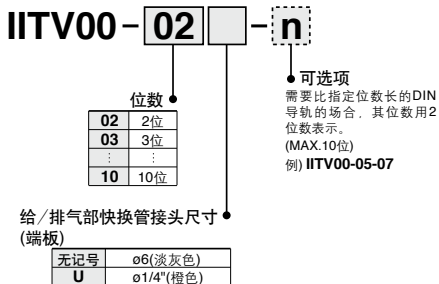 IITV00-02 -n
可选项
需要比指定位数长的DIN
导轨的场合，其位数用2
位数表示。
(MAX.10位)
例) IITV00-05-07
位数
02 2位
03 3位
⋮ ⋮
10 10位
给/排气部快换管接头尺寸
(端板)
无记号 ø6(淡灰色)
U ø1/4"(橙色)